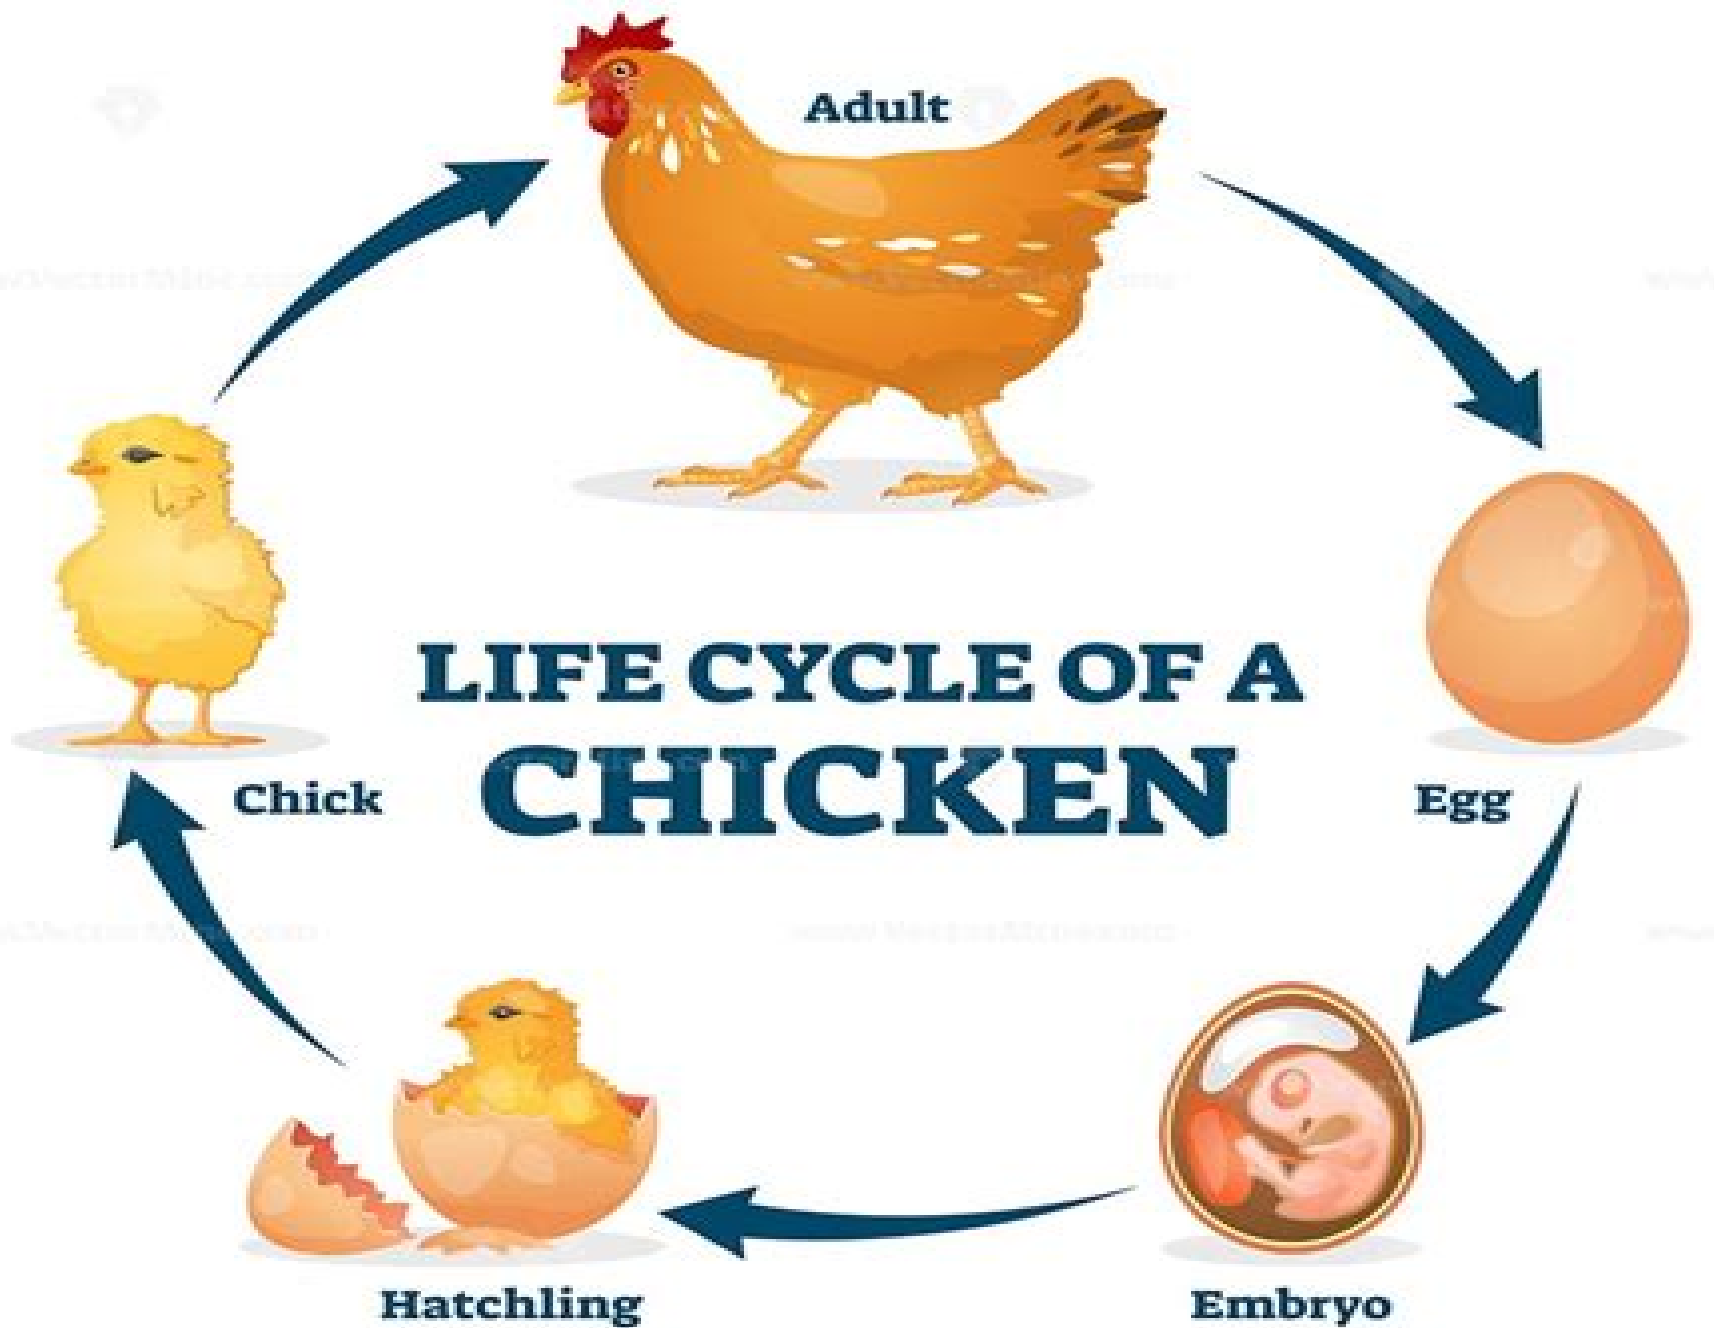 Adult
LIFE CYCLE OF A
CHICKEN
Chick
Egg
Hatchling
Embryo